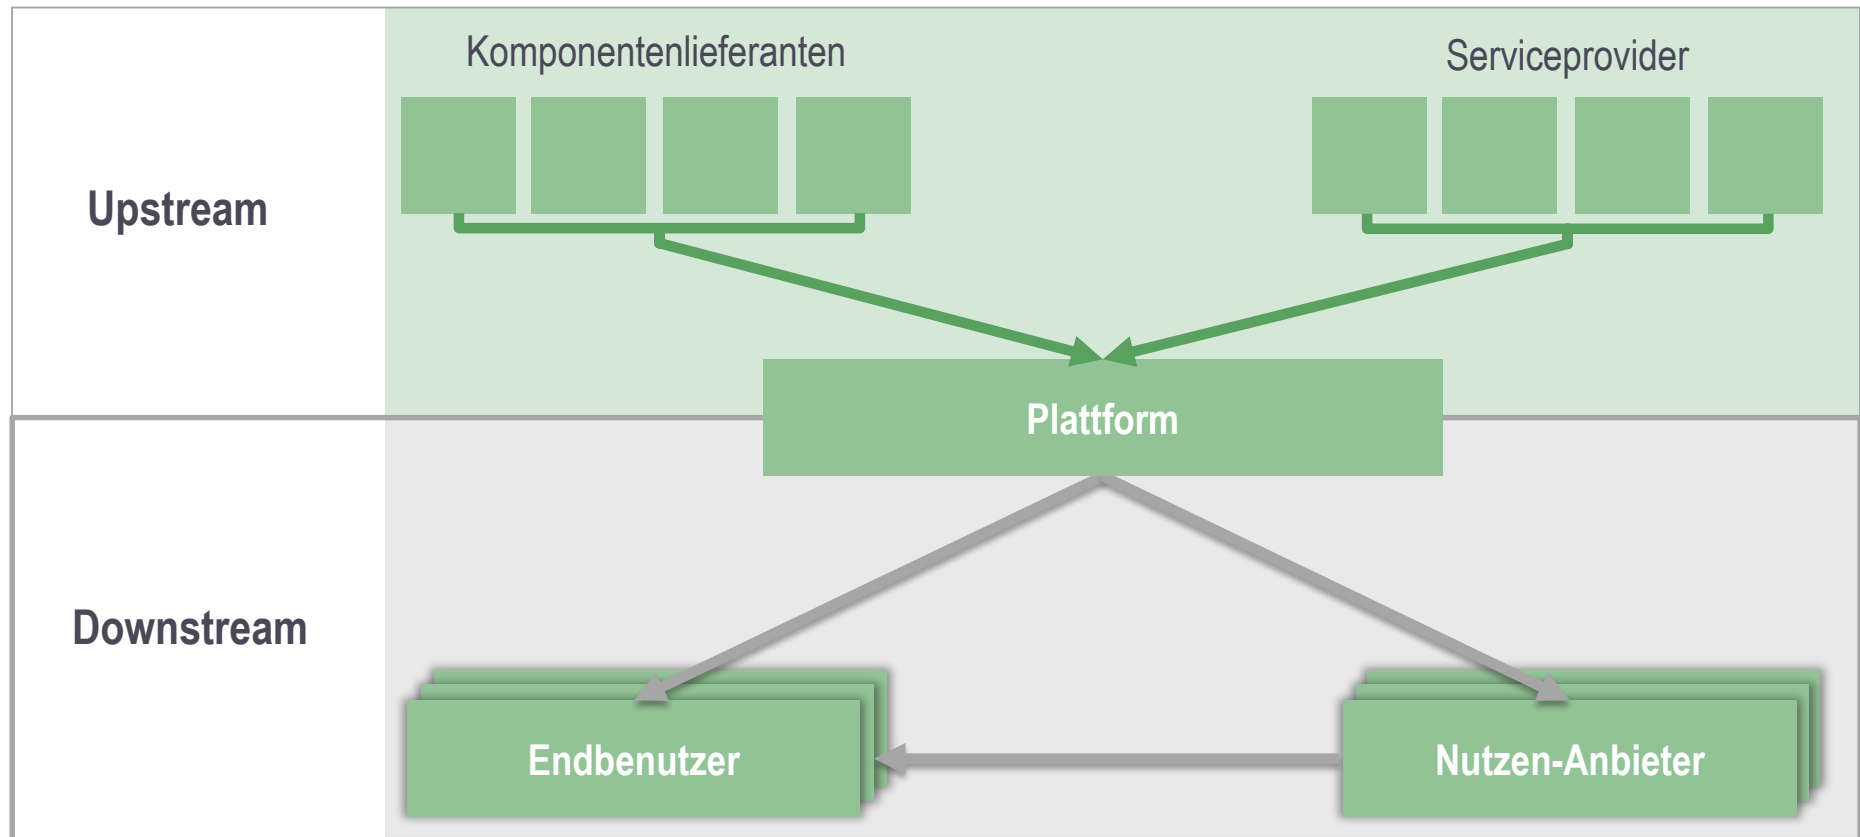 Komponentenlieferanten
Serviceprovider
Upstream
Plattform
Downstream
Endbenutzer
Nutzen-Anbieter